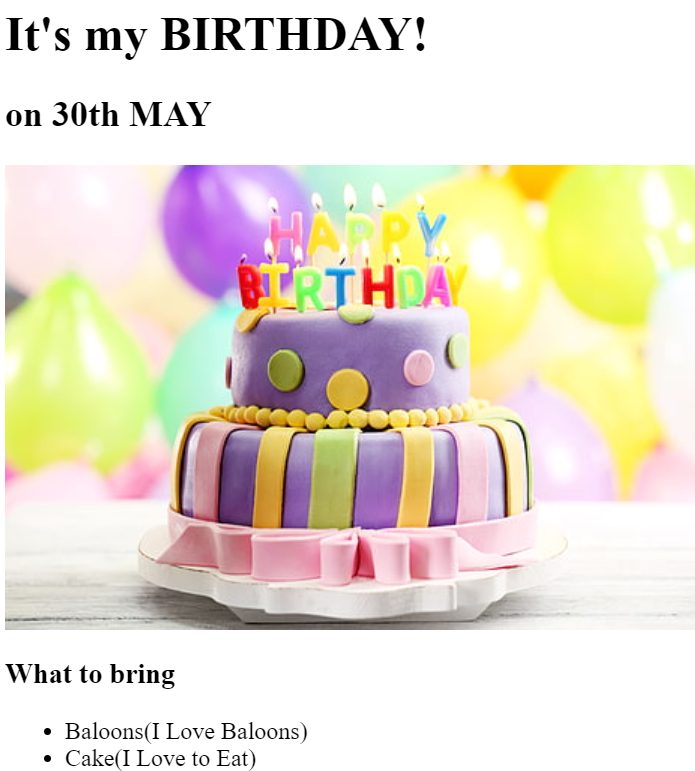 It's my BIRTHDAY!
on 30th MAY
HAPPY
BIRTHDAY
What to bring
Baloons(I Love Baloons)
Cake(I Love to Eat)